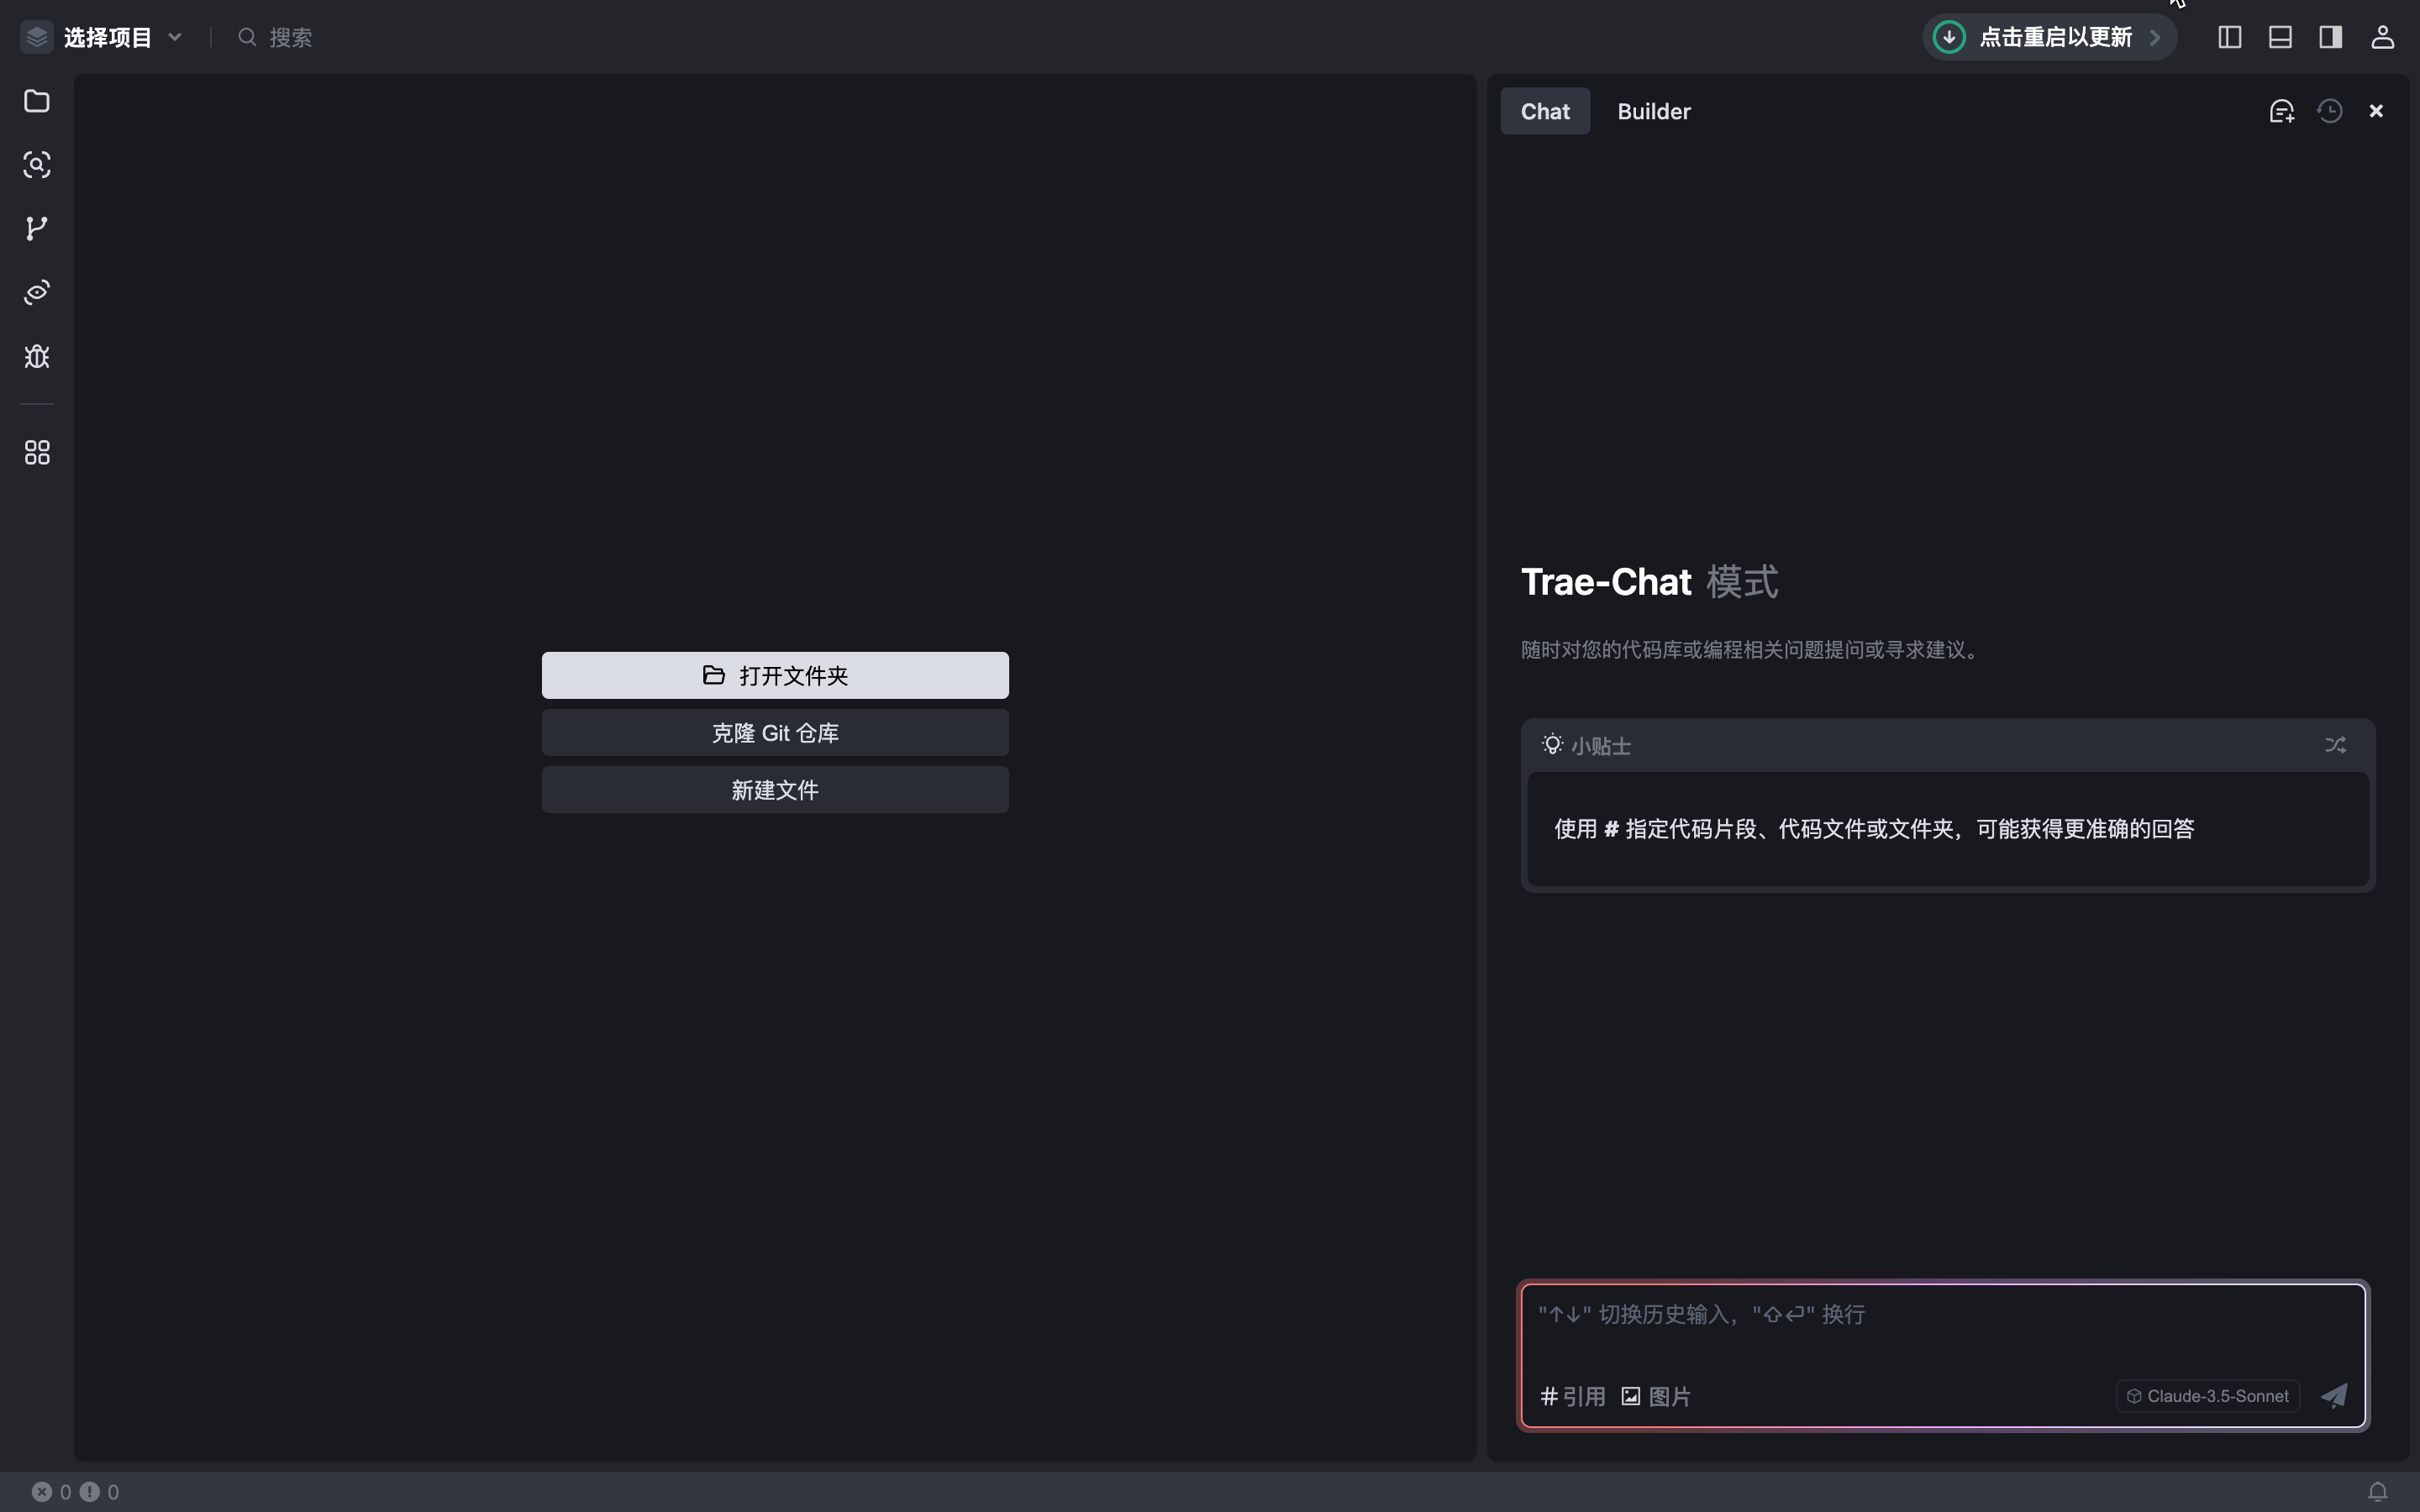 选择项目
搜索
点击重启以更新
Chat
Builder
打开文件夹
克隆 Git 仓库
新建文件
Trae-Chat 模式
随时对您的代码库或编程相关问题提问或寻求建议。
小贴士
使用 # 指定代码片段、代码文件或文件夹，可能获得更准确的回答
"↑↓" 切换历史输入，"⇧⏎" 换行
#引用 图片
Claude-3.5-Sonnet
0 0